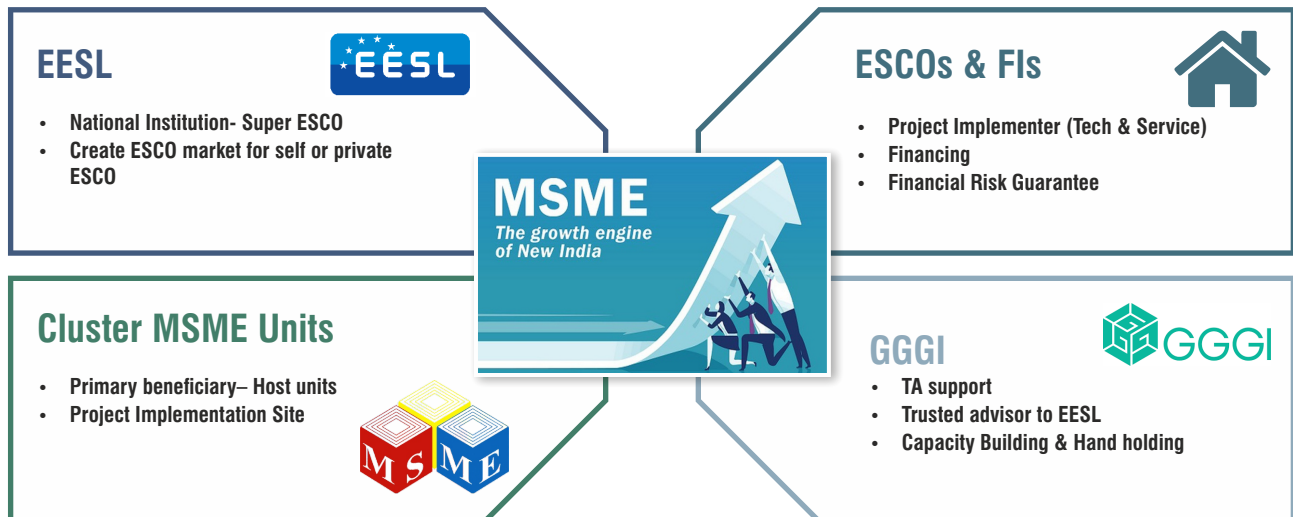 EESL
EESL
• National Institution- Super ESCO
• Create ESCO market for self or private
ESCO
ESCOs & FIs
• Project Implementer (Tech & Service)
• Financing
• Financial Risk Guarantee
MSME
The growth engine
of New India
Cluster MSME Units
• Primary beneficiary– Host units
• Project Implementation Site
MSME
GGGI
GGGI
• TA support
• Trusted advisor to EESL
• Capacity Building & Hand holding